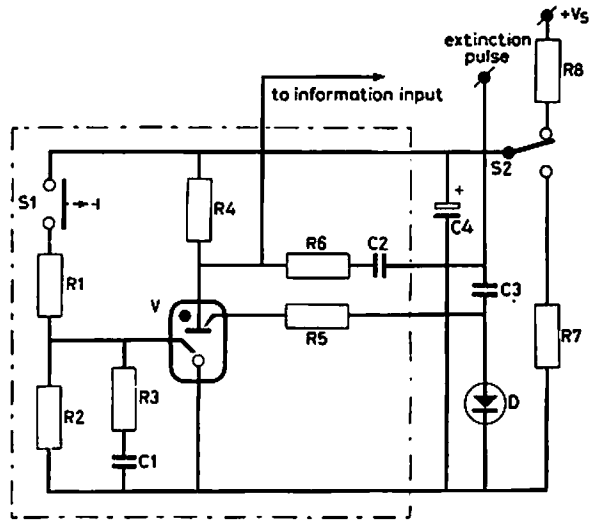 +VS
extinction
pulse
R8
to information input
S2
S1
R4
+
C4
R6
C2
R1
C3
V
R5
R7
R2
R3
D
C1